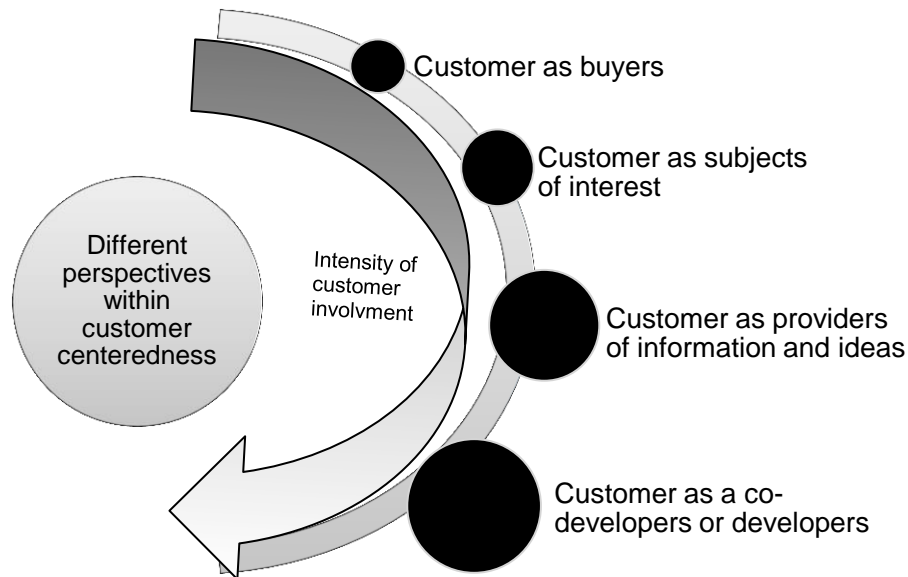 Customer as buyers
Customer as subjects
of interest
Different
perspectives
within
customer
centeredness
Intensity of
customer
involvment
Customer as providers
of information and ideas
Customer as a co-
developers or developers